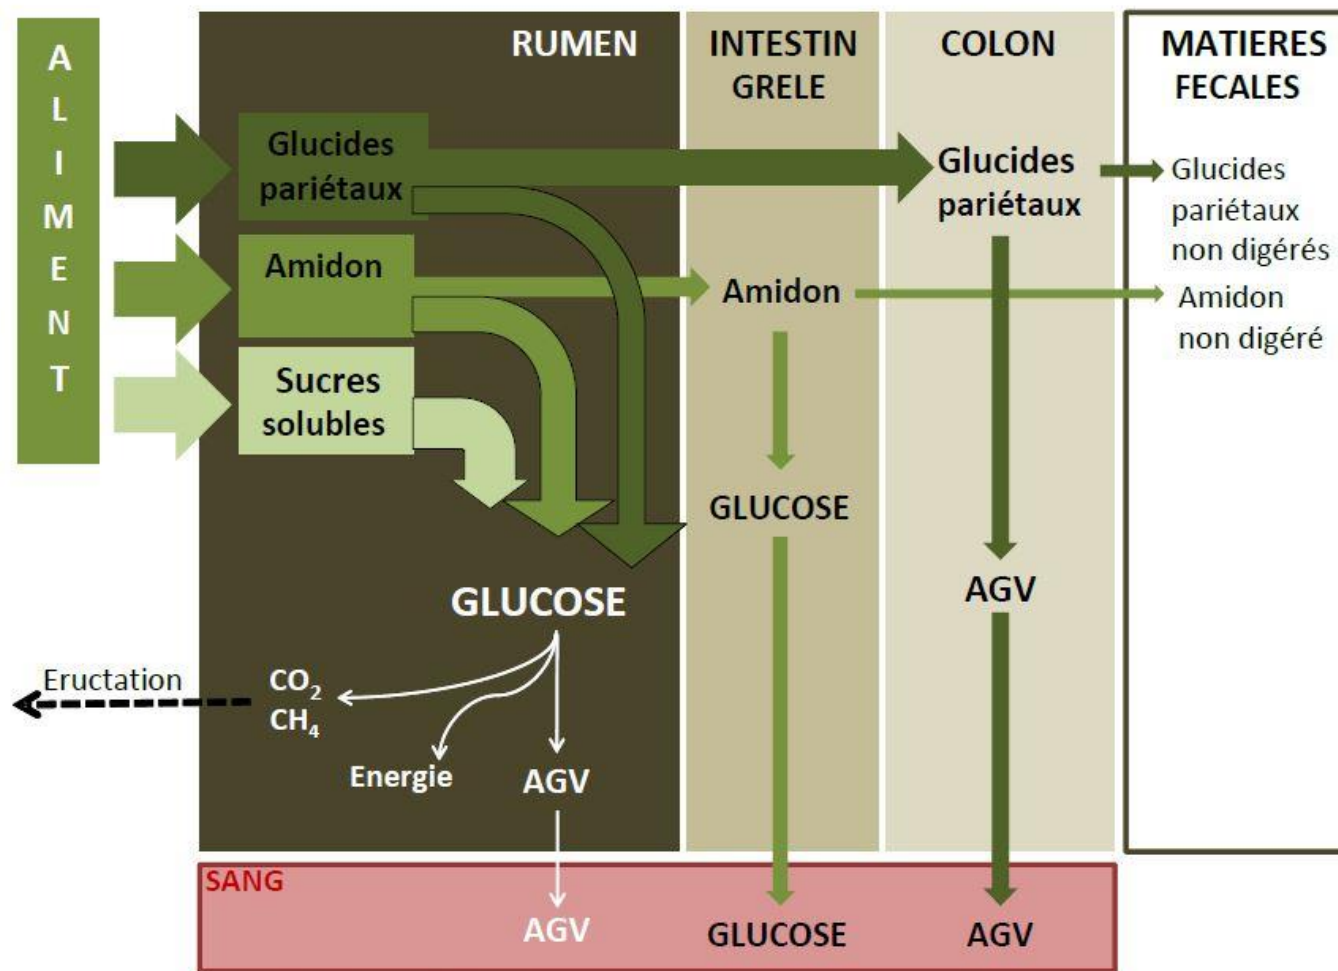 ALIMENT
RUMEN
INTESTIN
GRELE
COLON
MATIERES
FECALES
Glucides
pariétaux
Glucides
pariétaux
Glucides
pariétaux
non digérés
Amidon
Amidon
Amidon
non digéré
Sucres
solubles
GLUCOSE
GLUCOSE
AGV
Eructation
CO₂
CH₄
Energie
AGV
SANG
AGV
GLUCOSE
AGV